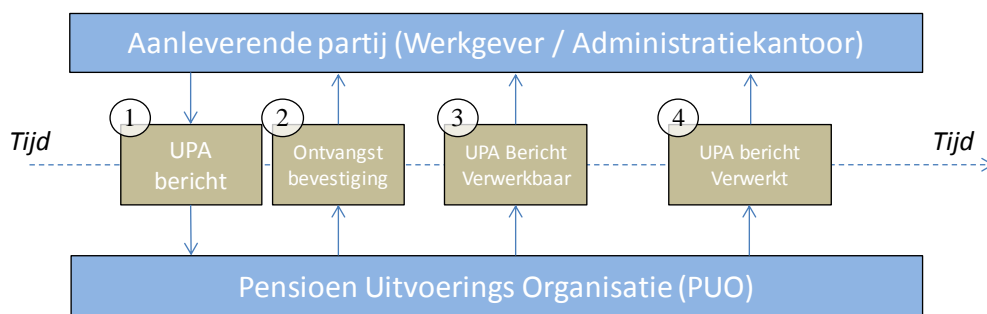 Aanleverende partij (Werkgever / Administratiekantoor)
1
2
3
4
Tijd
Tijd
UPA
bericht
Ontvangst
bevestiging
UPA Bericht
Verwerkbaar
UPA bericht
Verwerkt
Pensioen Uitvoerings Organisatie (PUO)